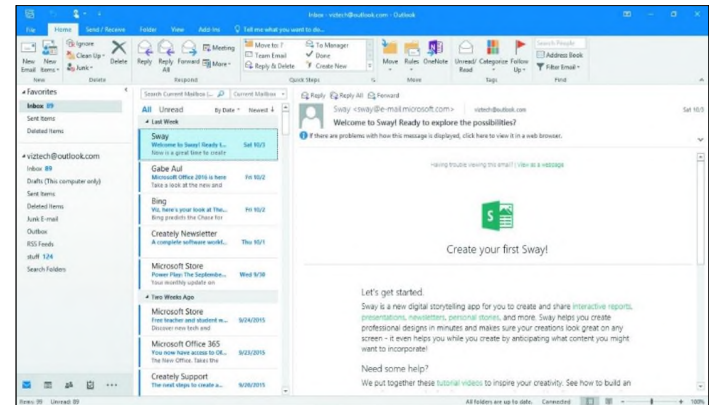 Inbox - viztech@outlook.com - Outlook
File Home Send / Receive Folder View Add Ins Tell me what you want to do...
New Email
New Items
Ignore
Clean Up
Junk
Delete
Reply
Reply All
Forward
Meeting
More
Move to: ?
Team Email
Reply & Delete
To Manager
Done
Create New
Move
Rules
OneNote
Unread/ Read
Categorize
Follow Up
Search People
Address Book
Filter Email
New Delete Respond Quick Steps Move Tags Find
Favorites
Inbox 89
Sent Items
Deleted Items
viztech@outlook.com
Inbox 89
Drafts (This computer only)
Sent Items
Deleted Items
Junk E-mail
Outbox
RSS Feeds
stuff 124
Search Folders
Search Current Mailbox (... Current Mailbox
All Unread By Date Newest
Last Week
Sway
Welcome to Sway! Ready t... Sat 10/3
Now is a great time to create
Gabe Aul
Microsoft Office 2016 is here Fri 10/2
Take a look at the new and
Bing
Vo, here's your look at The... Fri 10/2
Bing predicts the Chase for
Creately Newsletter
A complete software workf... Thu 10/1
Microsoft Store
Power Play: The Septembe... Wed 9/30
Your monthly update on
Two Weeks Ago
Microsoft Store
Free teacher and student w... 9/24/2015
Discover new tech and
Microsoft Office 365
You now have access to Of... 9/23/2015
The New Office. Takes the
Creately Support
The next steps to create a... 9/20/2015
Reply Reply All Forward
Sway <sway@e-mail.microsoft.com> viztech@outlook.com Sat 10/3
Welcome to Sway! Ready to explore the possibilities?
If there are problems with how this message is displayed, click here to view it in a web browser.
Having trouble viewing this email? | View as a webpage
S
Create your first Sway!
Let's get started.
Sway is a new digital storytelling app for you to create and share interactive reports,
presentations, newsletters, personal stories, and more. Sway helps you create
professional designs in minutes and makes sure your creations look great on any
screen - it even helps you while you create by anticipating what content you might
want to incorporate!
Need some help?
We put together these tutorial videos to inspire your creativity. See how to build an
Items: 99 Unread: 89 All folders are up to date. Connected 100%